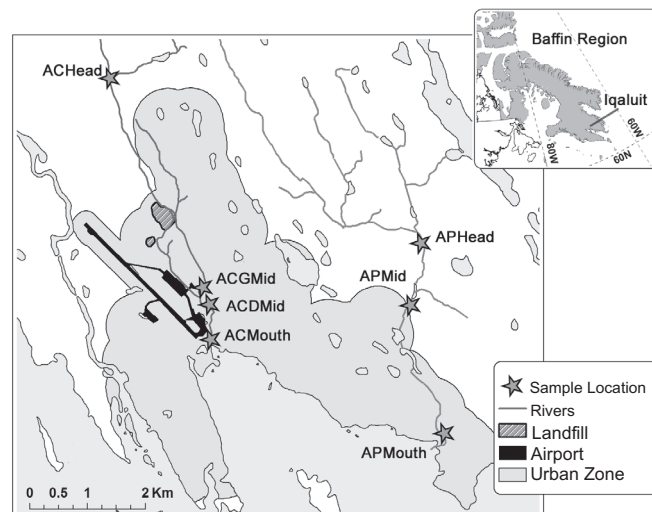 Baffin Region
Iqaluit
60W
80W
60N
ACHead
APHead
ACGMid
APMid
ACDMid
ACMouth
APMouth
Sample Location
Rivers
Landfill
Airport
Urban Zone
0 0.5 1 2 Km